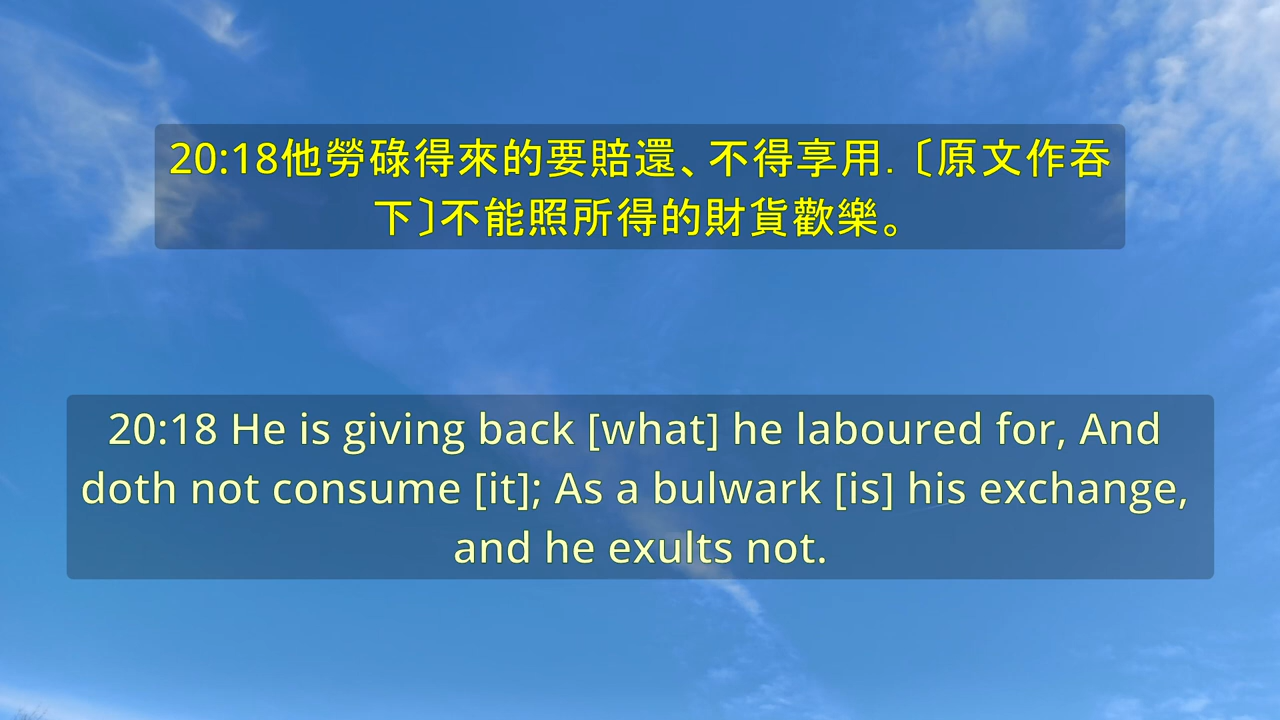 20:18他勞碌得來的要賠還、不得享用.〔原文作吞
下〕不能照所得的財貨歡樂。
20:18 He is giving back [what] he laboured for, And
doth not consume [it]; As a bulwark [is] his exchange,
and he exults not.